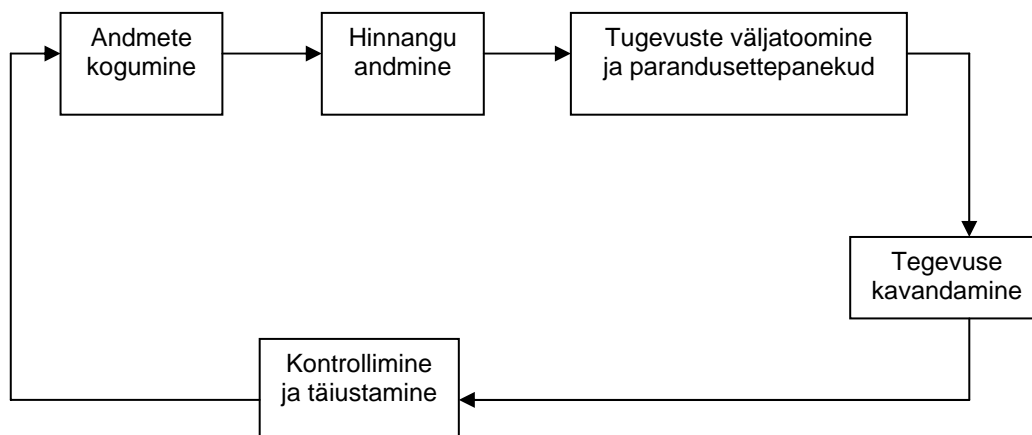 Andmete
kogumine
Hinnangu
andmine
Tugevuste väljatoomine
ja parandusettepanekud
Tegevuse
kavandamine
Kontrollimine
ja täiustamine